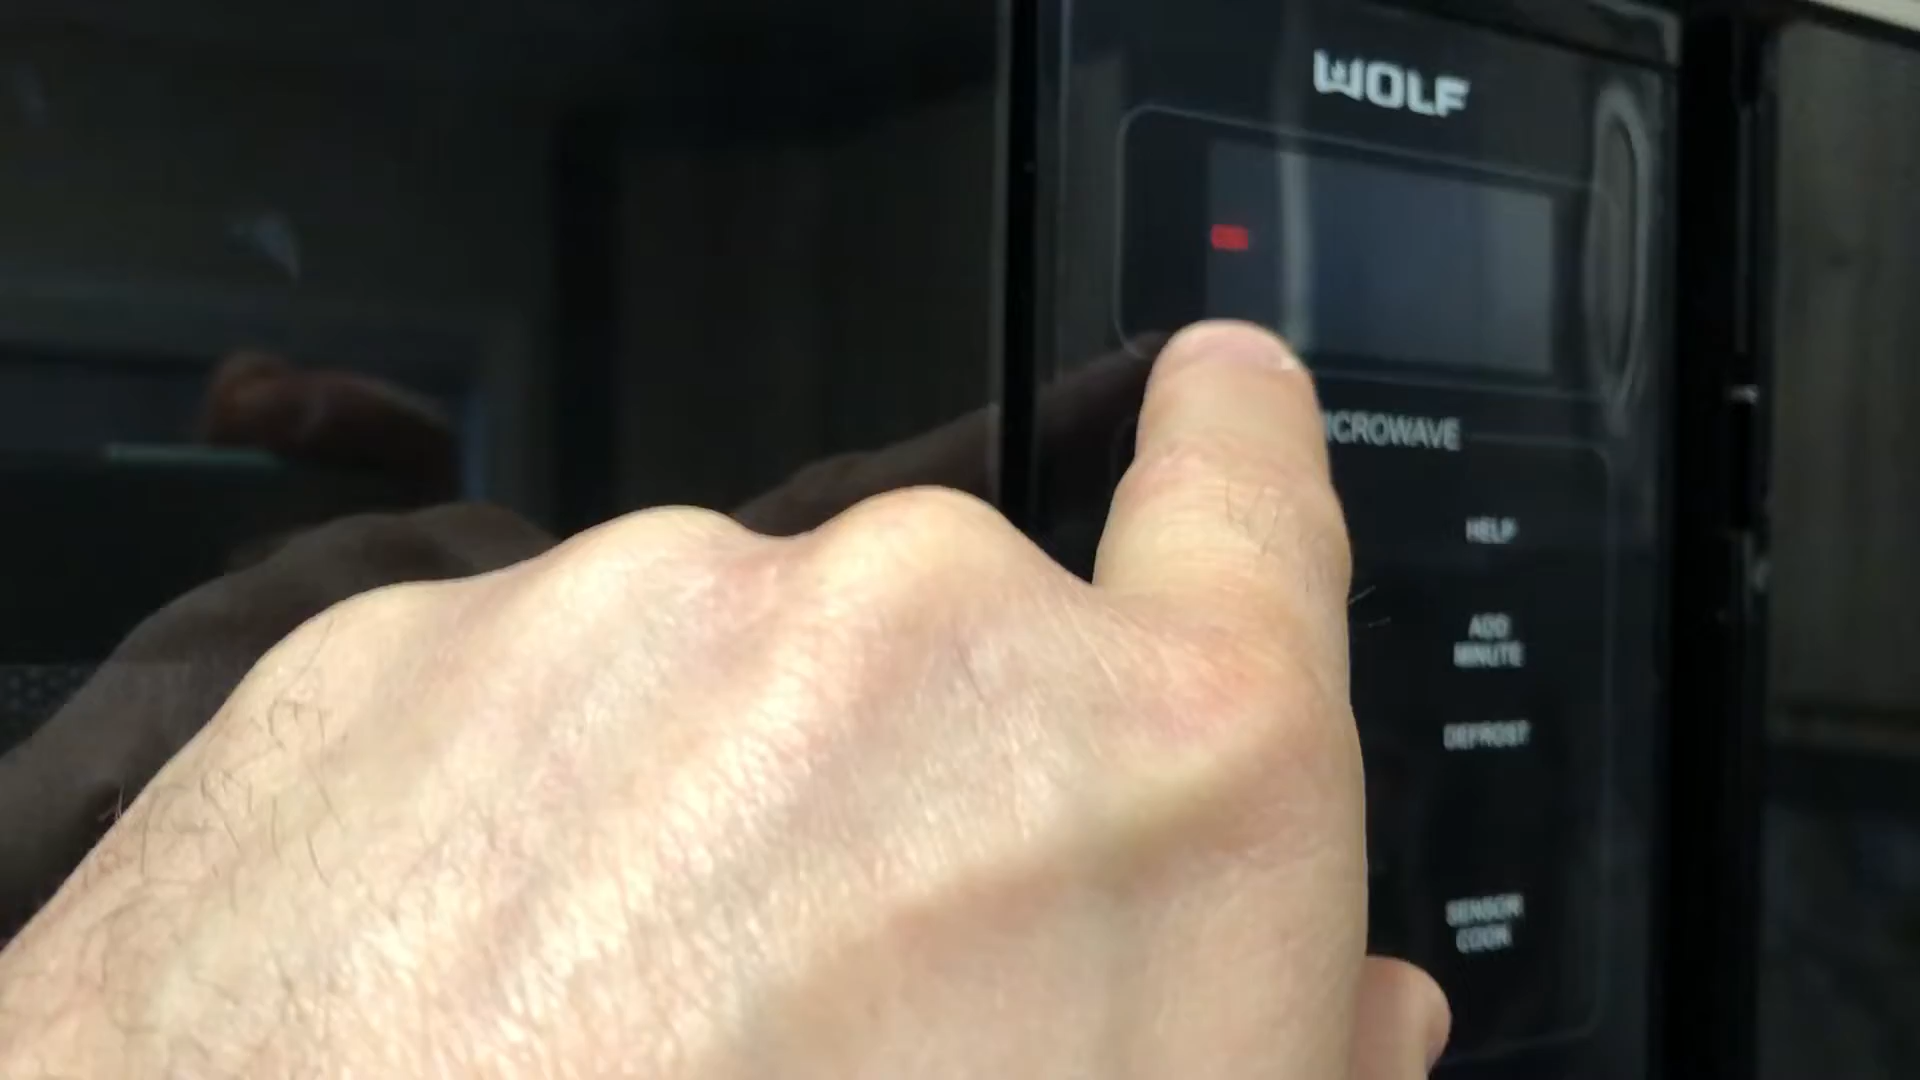 WOLF
ICROWAVE
HELP
ADD
MINUTE
DEFROST
SENSOR
COOK